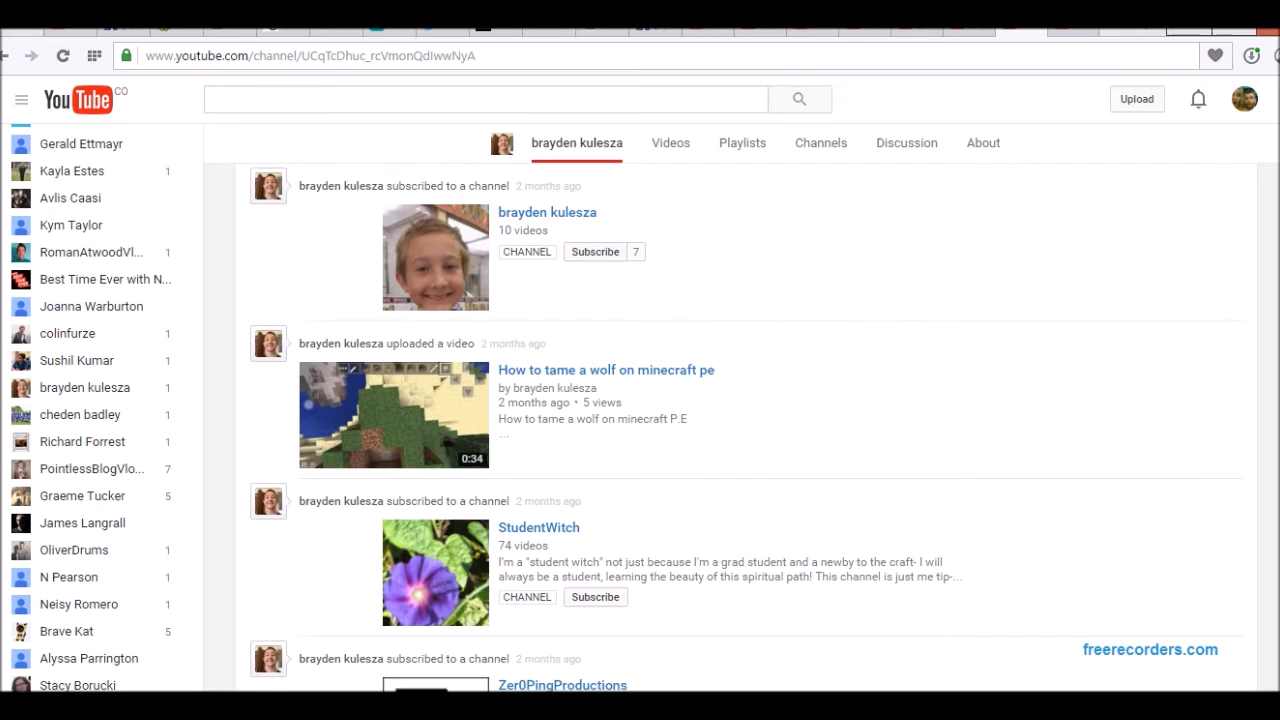 www.youtube.com/channel/UCqTcDhuc_rcVmonQdIwwNyA
YouTube CO
Upload
brayden kulesza Videos Playlists Channels Discussion About
Gerald Ettmayr
Kayla Estes 1
Avlis Caasi
Kym Taylor
RomanAtwoodVl... 1
Best Time Ever with N...
Joanna Warburton
colinfurze 1
Sushil Kumar 1
brayden kulesza 1
cheden badley 1
Richard Forrest 1
PointlessBlogVlo... 7
Graeme Tucker 5
James Langrall
OliverDrums 1
N Pearson 1
Neisy Romero 1
Brave Kat 5
Alyssa Parrington
Stacy Borucki
brayden kulesza subscribed to a channel 2 months ago
brayden kulesza
10 videos
CHANNEL Subscribe 7
brayden kulesza uploaded a video 2 months ago
0:34
How to tame a wolf on minecraft pe
by brayden kulesza
2 months ago • 5 views
How to tame a wolf on minecraft P.E
...
brayden kulesza subscribed to a channel 2 months ago
StudentWitch
74 videos
I'm a "student witch" not just because I'm a grad student and a newby to the craft- I will
always be a student, learning the beauty of this spiritual path! This channel is just me tip-...
CHANNEL Subscribe
brayden kulesza subscribed to a channel 2 months ago
Zer0PingProductions
freerecorders.com